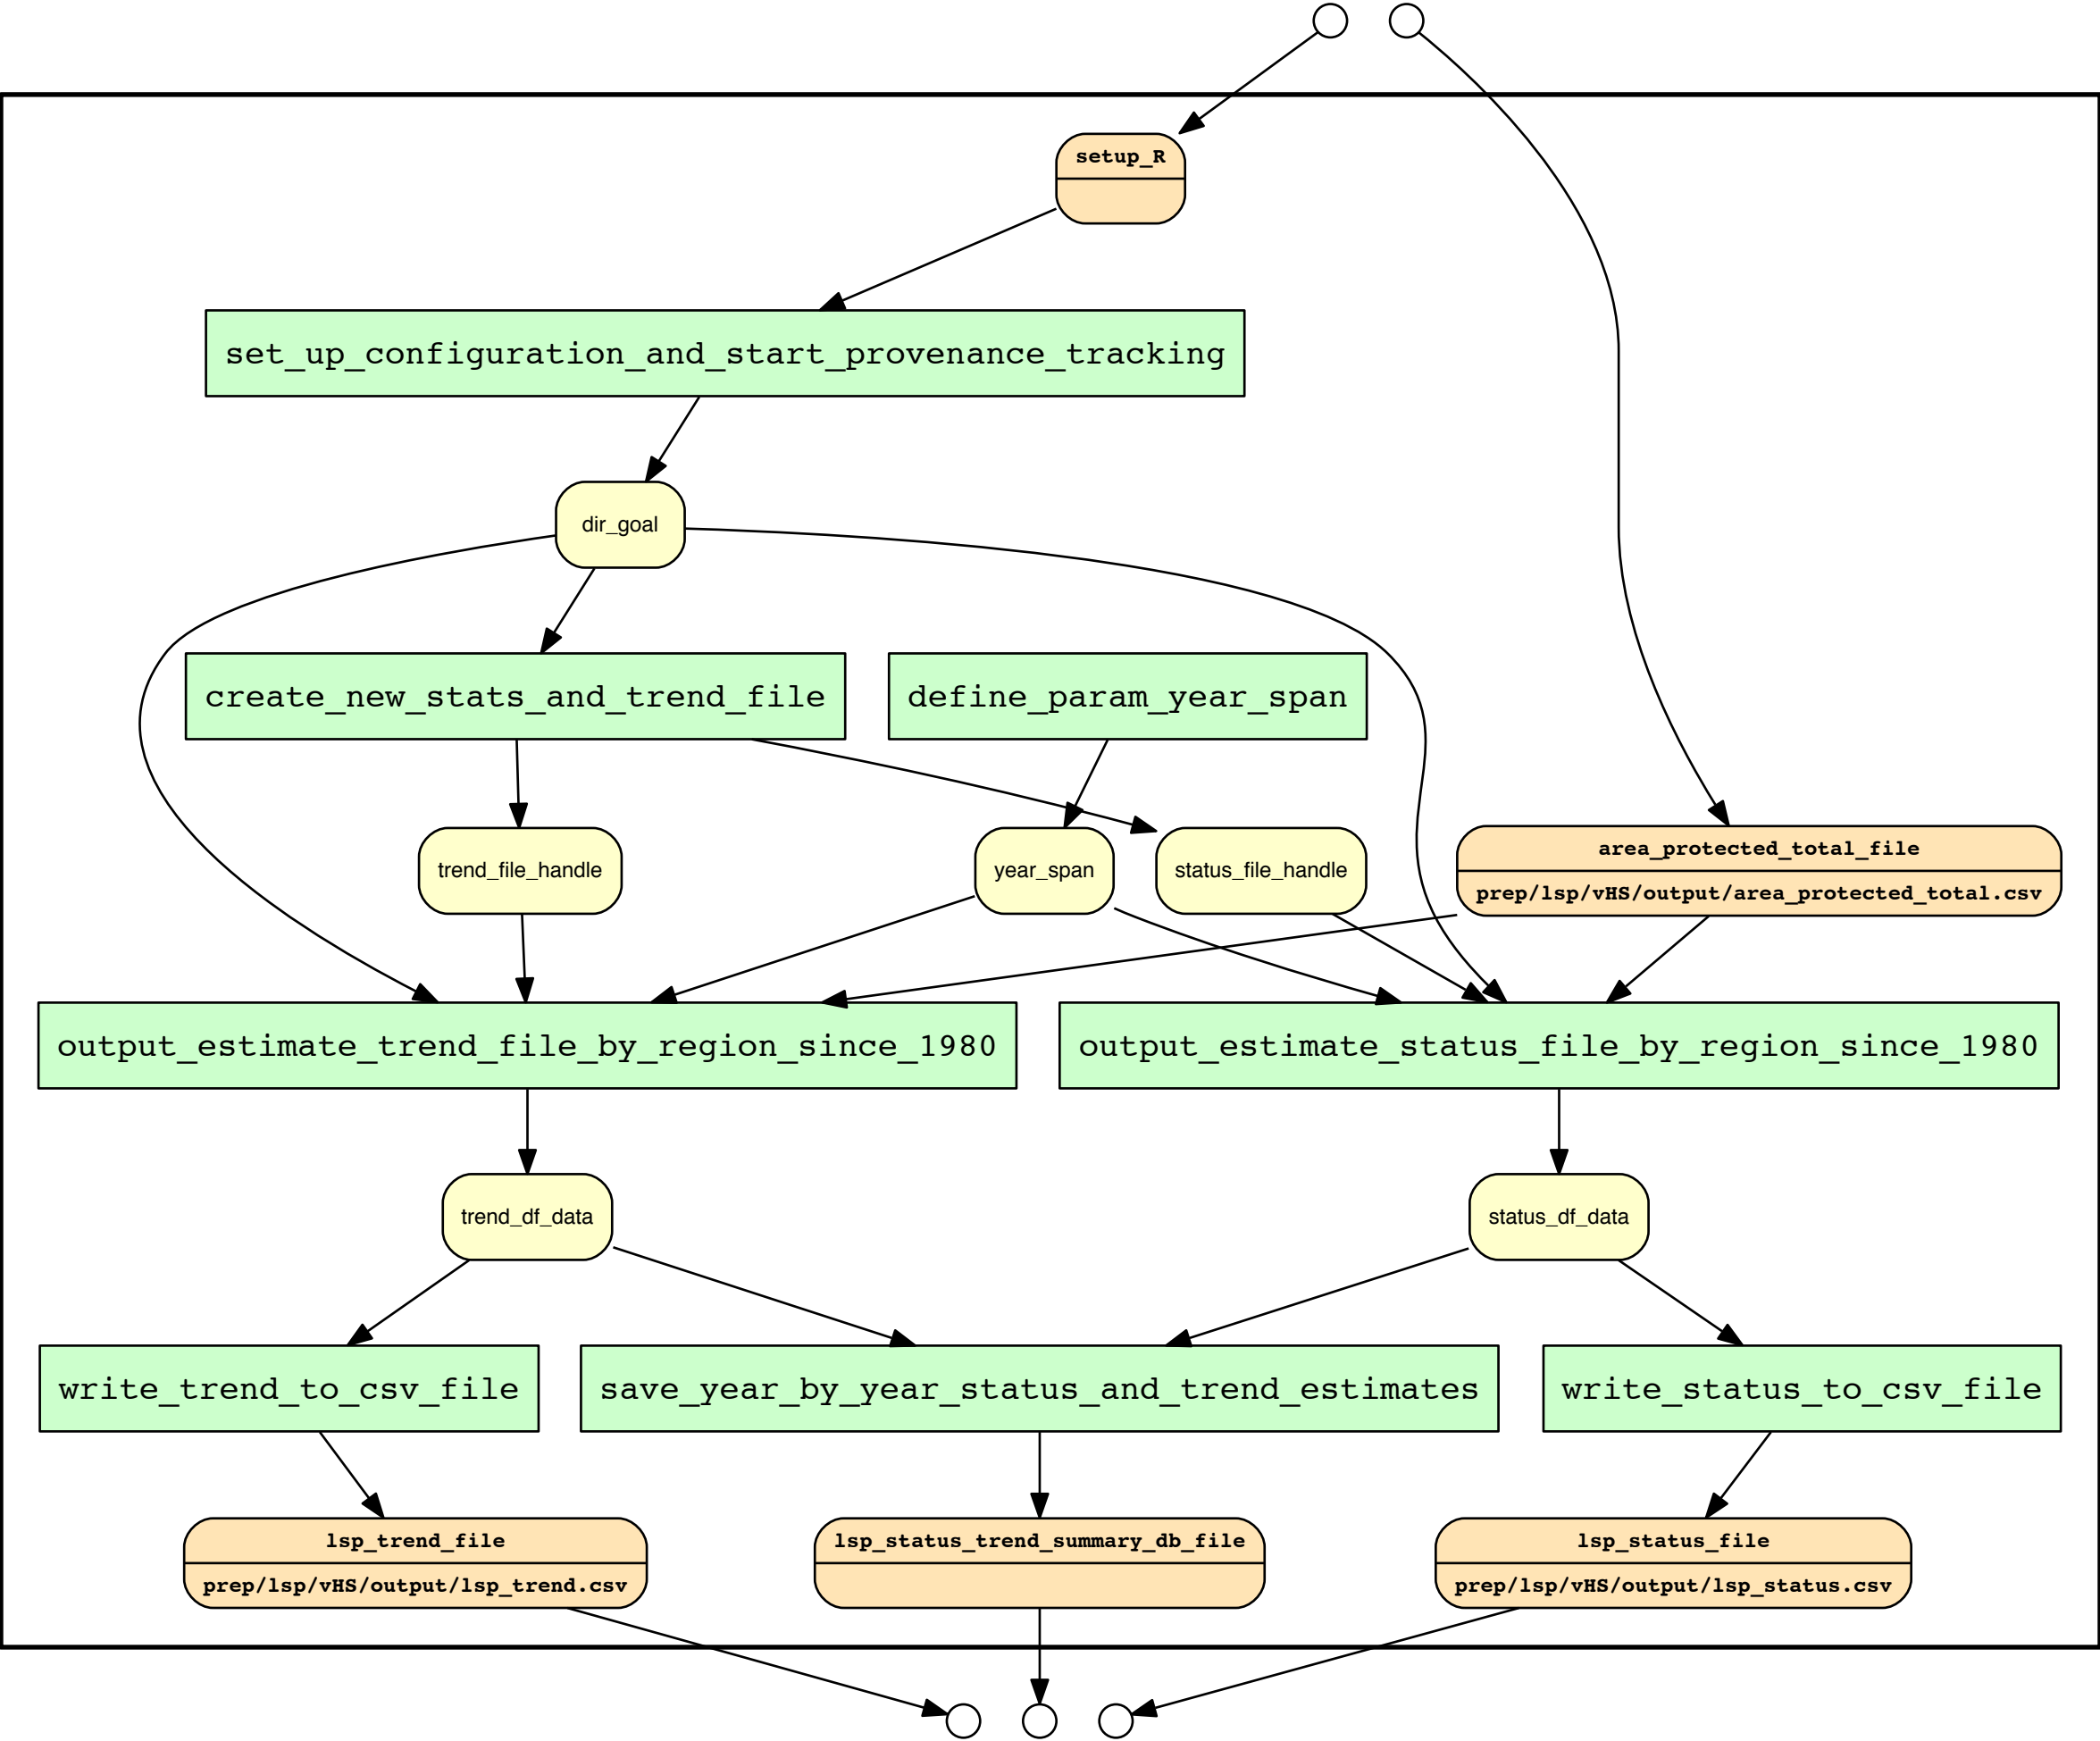 setup_R
set_up_configuration_and_start_provenance_tracking
dir_goal
create_new_stats_and_trend_file
define_param_year_span
trend_file_handle
year_span
status_file_handle
area_protected_total_file
prep/lsp/vHS/output/area_protected_total.csv
output_estimate_trend_file_by_region_since_1980
output_estimate_status_file_by_region_since_1980
trend_df_data
status_df_data
write_trend_to_csv_file
save_year_by_year_status_and_trend_estimates
write_status_to_csv_file
lsp_trend_file
prep/lsp/vHS/output/lsp_trend.csv
lsp_status_trend_summary_db_file
lsp_status_file
prep/lsp/vHS/output/lsp_status.csv